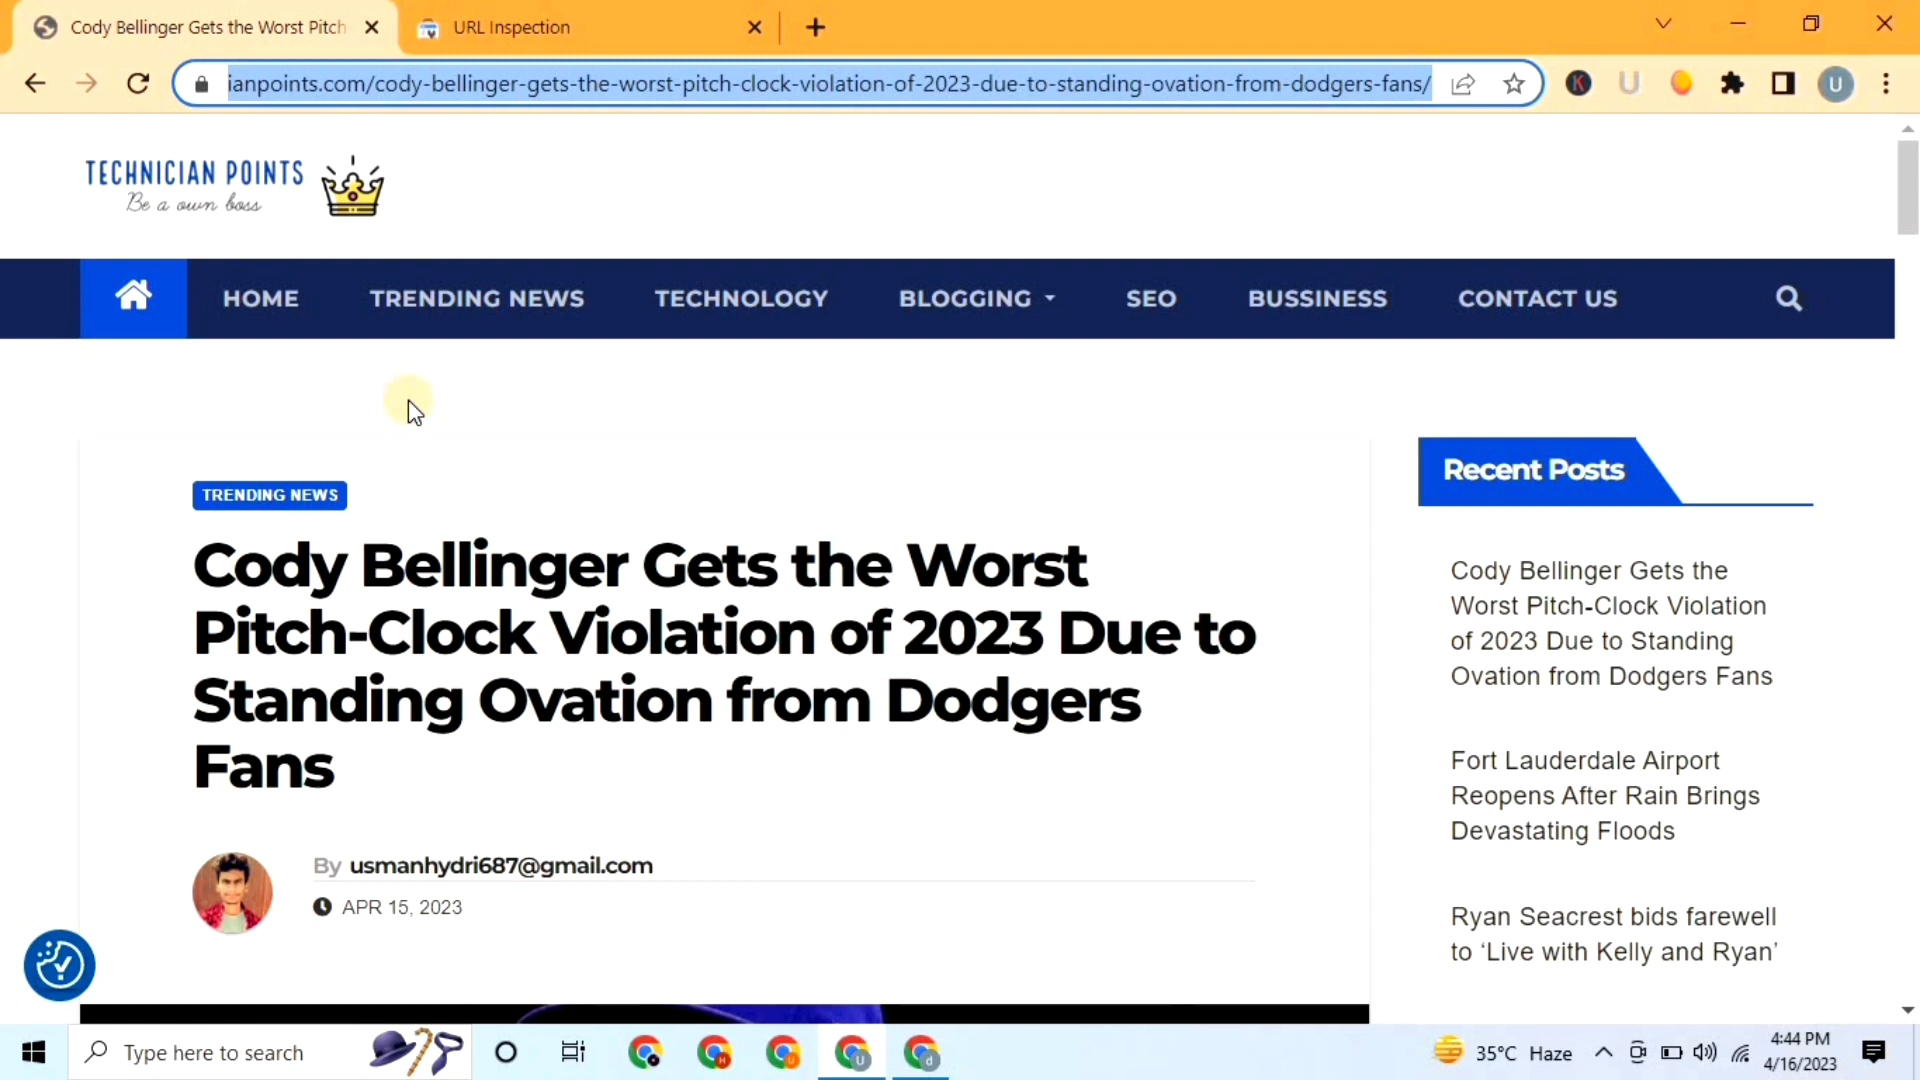 Cody Bellinger Gets the Worst Pitch
URL Inspection
ianpoints.com/cody-bellinger-gets-the-worst-pitch-clock-violation-of-2023-due-to-standing-ovation-from-dodgers-fans/
K
U
U
TECHNICIAN POINTS
Be a own boss
HOME TRENDING NEWS TECHNOLOGY BLOGGING SEO BUSSINESS CONTACT US
TRENDING NEWS
Cody Bellinger Gets the Worst
Pitch-Clock Violation of 2023 Due to
Standing Ovation from Dodgers
Fans
By usmanhydri687@gmail.com
APR 15, 2023
Recent Posts
Cody Bellinger Gets the
Worst Pitch-Clock Violation
of 2023 Due to Standing
Ovation from Dodgers Fans
Fort Lauderdale Airport
Reopens After Rain Brings
Devastating Floods
Ryan Seacrest bids farewell
to ‘Live with Kelly and Ryan’
Type here to search
35°C Haze
4:44 PM
4/16/2023